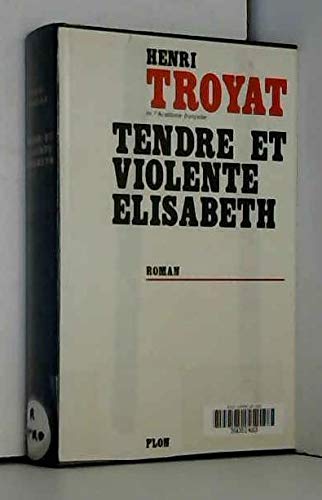 HENRI
TROYAT
de l'Académie française
TENDRE ET
VIOLENTE
ELISABETH
ROMAN
PLON